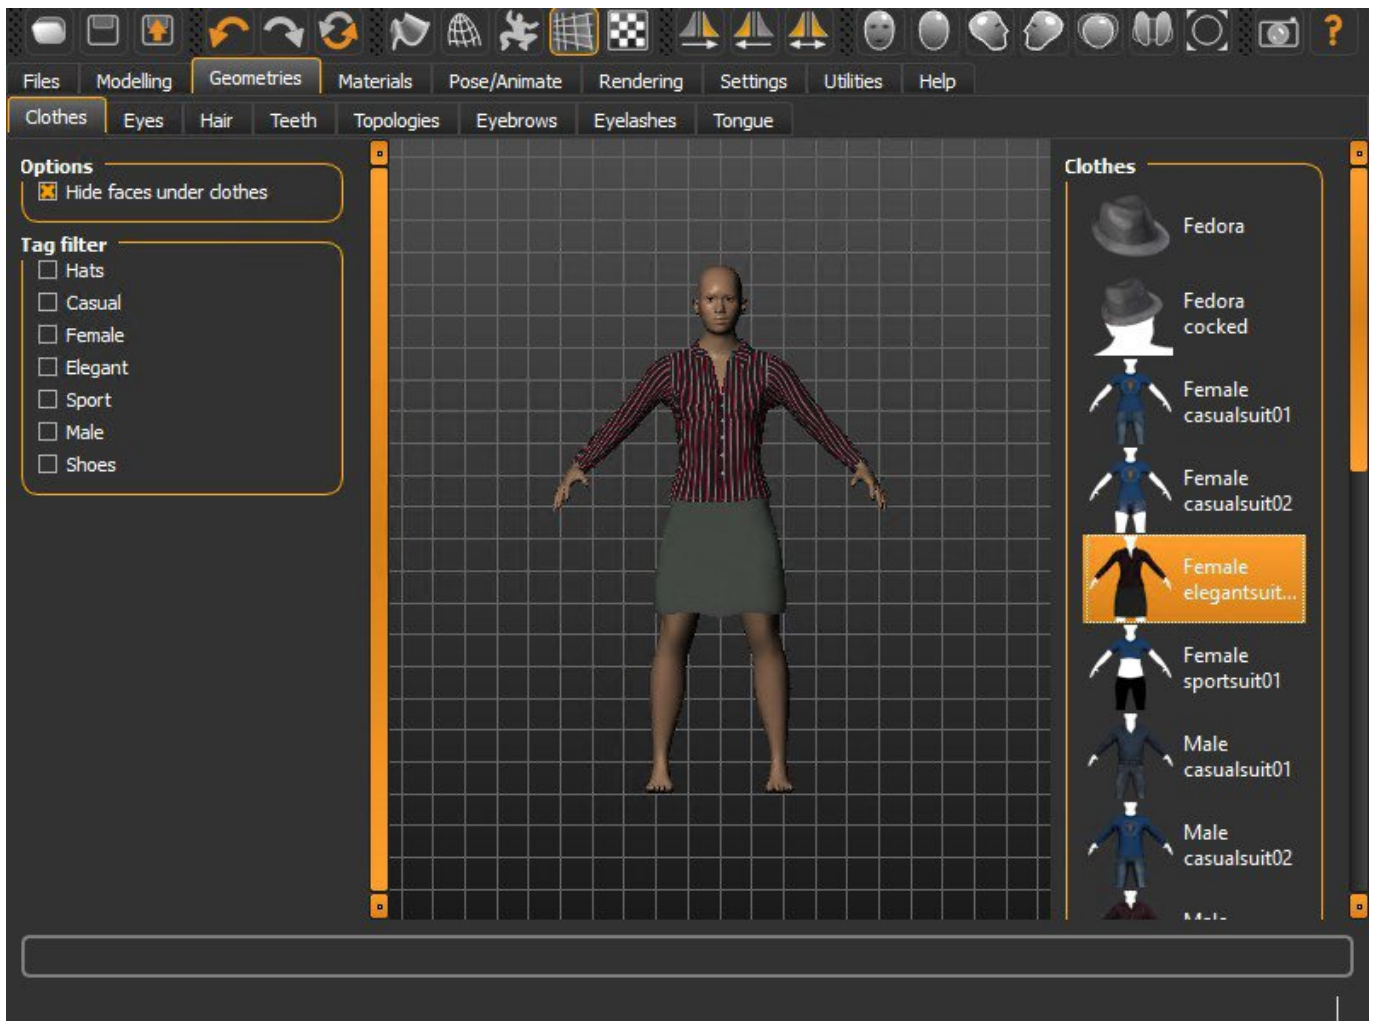 Files Modelling Geometries Materials Pose/Animate Rendering Settings Utilities Help
Clothes Eyes Hair Teeth Topologies Eyebrows Eyelashes Tongue
Options
Hide faces under clothes
Tag filter
Hats
Casual
Female
Elegant
Sport
Male
Shoes
Clothes
Fedora
Fedora
cocked
Female
casualsuit01
Female
casualsuit02
Female
elegantsuit...
Female
sportsuit01
Male
casualsuit01
Male
casualsuit02